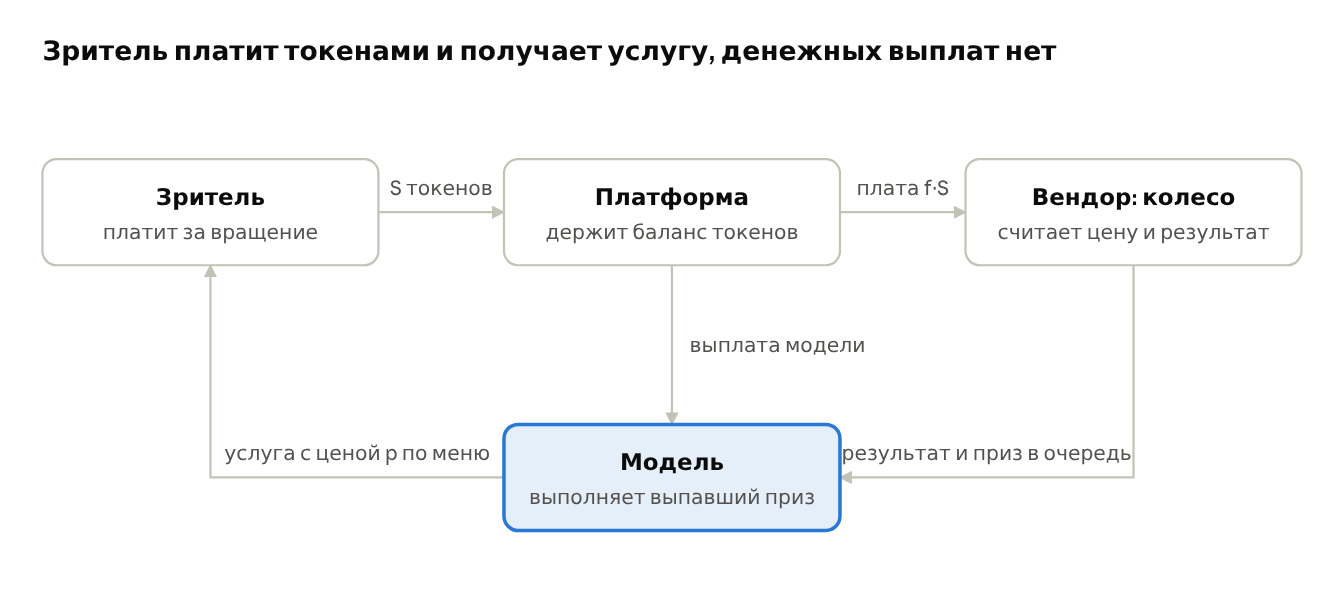 Зритель платит токенами и получает услугу, денежных выплат нет
Зритель
платит за вращение
S токенов
Платформа
держит баланс токенов
плата f·S
Вендор: колесо
считает цену и результат
выплата модели
услуга с ценой p по меню
Модель
выполняет выпавший приз
результат и приз в очередь